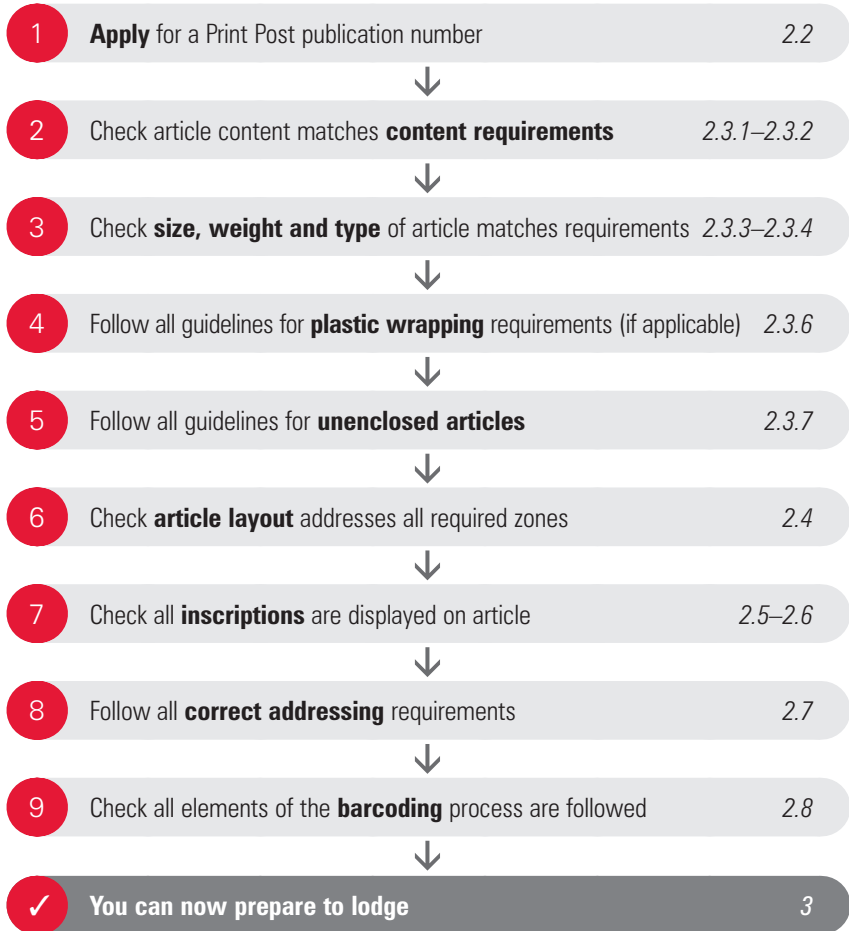 1 Apply for a Print Post publication number 2.2
2 Check article content matches content requirements 2.3.1–2.3.2
3 Check size, weight and type of article matches requirements 2.3.3–2.3.4
4 Follow all guidelines for plastic wrapping requirements (if applicable) 2.3.6
5 Follow all guidelines for unenclosed articles 2.3.7
6 Check article layout addresses all required zones 2.4
7 Check all inscriptions are displayed on article 2.5–2.6
8 Follow all correct addressing requirements 2.7
9 Check all elements of the barcoding process are followed 2.8
✓ You can now prepare to lodge 3